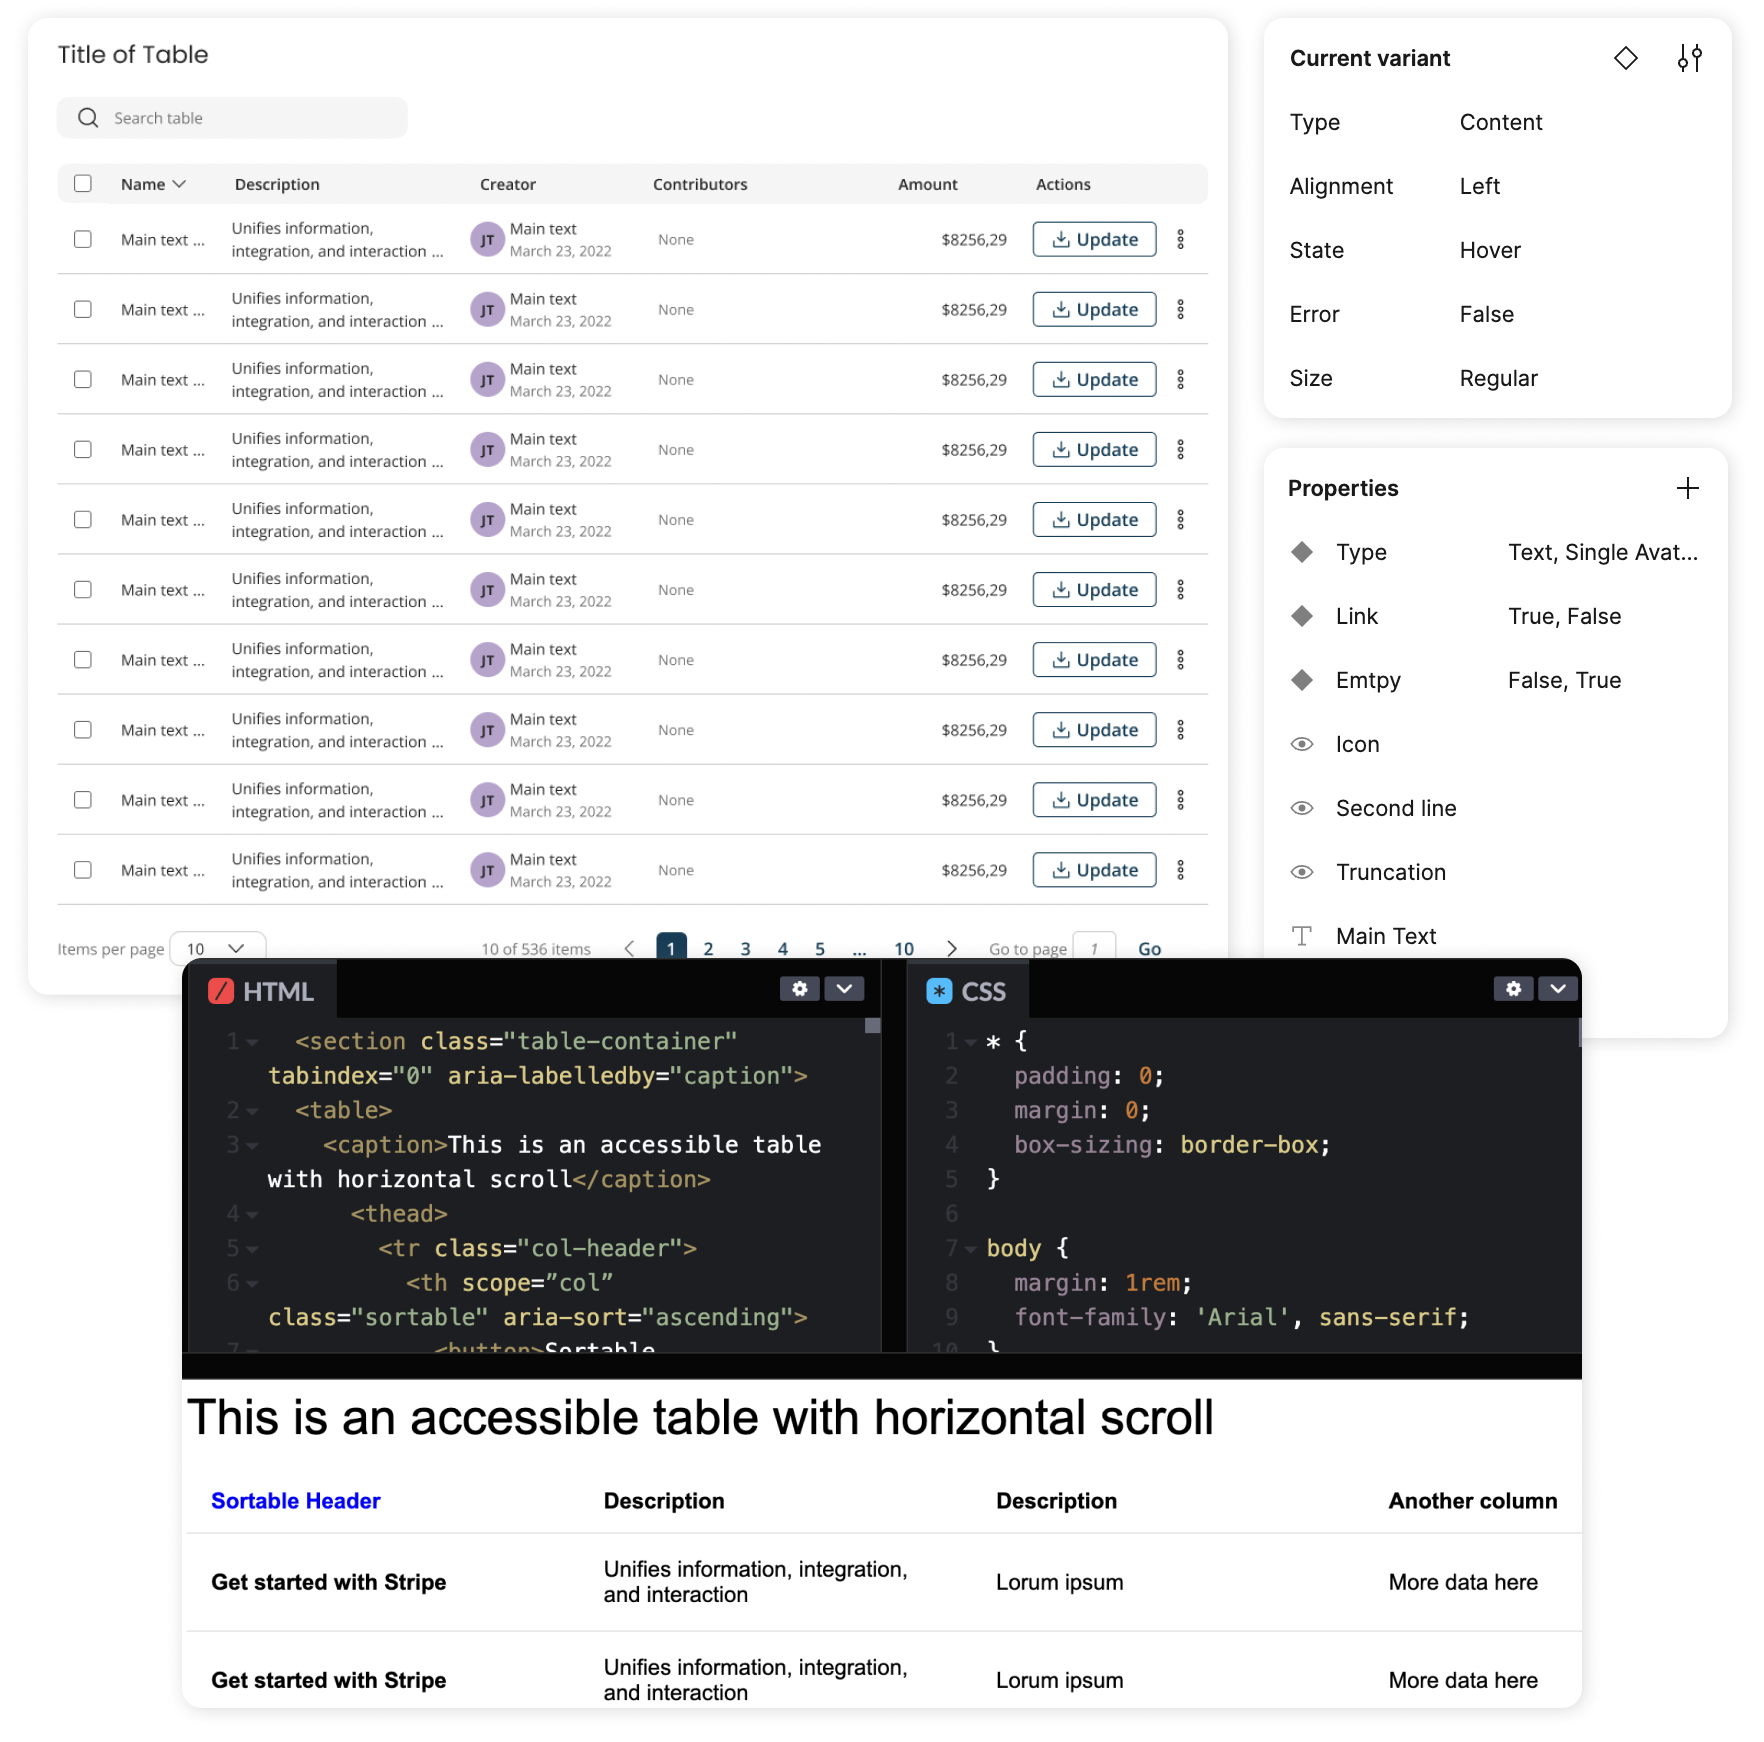 Title of Table
Search table
Name Description Creator Contributors Amount Actions
Main text ... Unifies information, integration, and interaction ... JT Main text March 23, 2022 None $8256,29 Update
Main text ... Unifies information, integration, and interaction ... JT Main text March 23, 2022 None $8256,29 Update
Main text ... Unifies information, integration, and interaction ... JT Main text March 23, 2022 None $8256,29 Update
Main text ... Unifies information, integration, and interaction ... JT Main text March 23, 2022 None $8256,29 Update
Main text ... Unifies information, integration, and interaction ... JT Main text March 23, 2022 None $8256,29 Update
Main text ... Unifies information, integration, and interaction ... JT Main text March 23, 2022 None $8256,29 Update
Main text ... Unifies information, integration, and interaction ... JT Main text March 23, 2022 None $8256,29 Update
Main text ... Unifies information, integration, and interaction ... JT Main text March 23, 2022 None $8256,29 Update
Main text ... Unifies information, integration, and interaction ... JT Main text March 23, 2022 None $8256,29 Update
Main text ... Unifies information, integration, and interaction ... JT Main text March 23, 2022 None $8256,29 Update
Items per page 10 10 of 536 items 1 2 3 4 5 ... 10 Go to page 1 Go
Current variant
Type Content
Alignment Left
State Hover
Error False
Size Regular
Properties
Type Text, Single Avat...
Link True, False
Emtpy False, True
Icon
Second line
Truncation
Main Text
HTML
1 <section class="table-container"
tabindex="0" aria-labelledby="caption">
2 <table>
3 <caption>This is an accessible table
with horizontal scroll</caption>
4 <thead>
5 <tr class="col-header">
6 <th scope=”col”
class="sortable" aria-sort="ascending">
7 <button>Sortable
CSS
1 * {
2 padding: 0;
3 margin: 0;
4 box-sizing: border-box;
5 }
6
7 body {
8 margin: 1rem;
9 font-family: 'Arial', sans-serif;
10 }
This is an accessible table with horizontal scroll
Sortable Header Description Description Another column
Get started with Stripe Unifies information, integration, and interaction Lorum ipsum More data here
Get started with Stripe Unifies information, integration, and interaction Lorum ipsum More data here